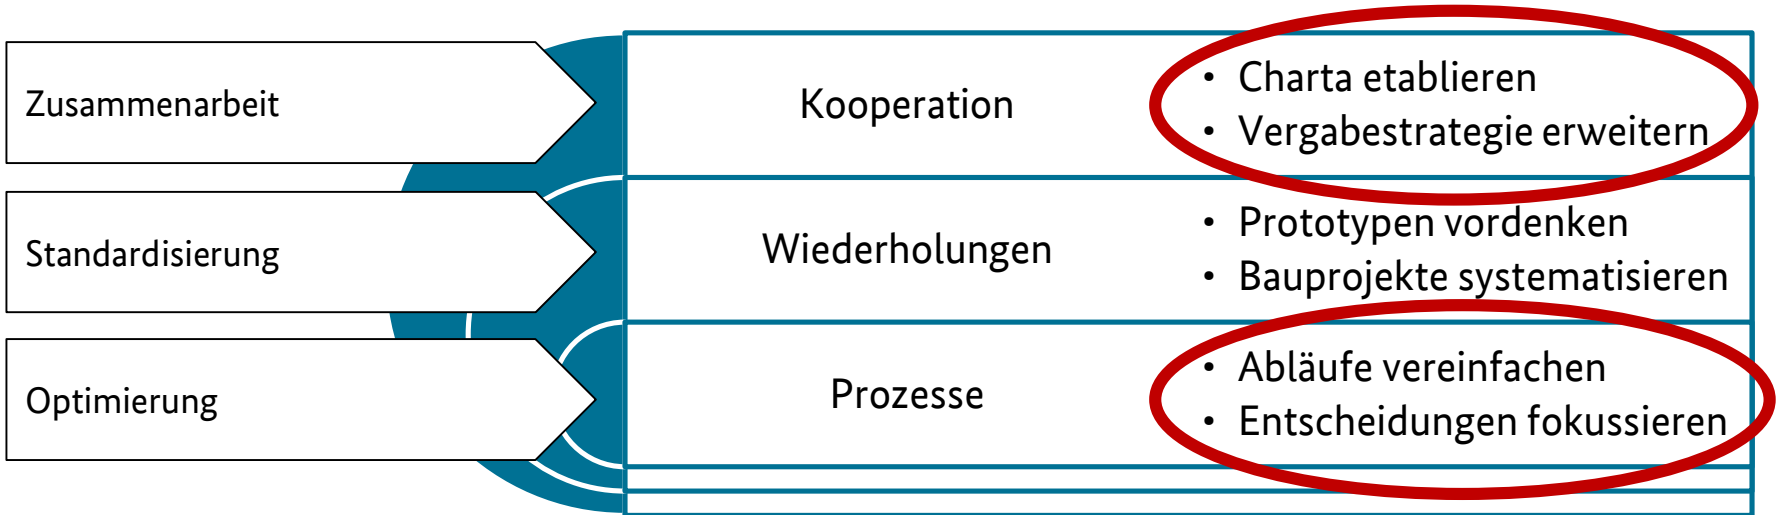 Zusammenarbeit
Kooperation
• Charta etablieren
• Vergabestrategie erweitern
Standardisierung
Wiederholungen
• Prototypen vordenken
• Bauprojekte systematisieren
Optimierung
Prozesse
• Abläufe vereinfachen
• Entscheidungen fokussieren